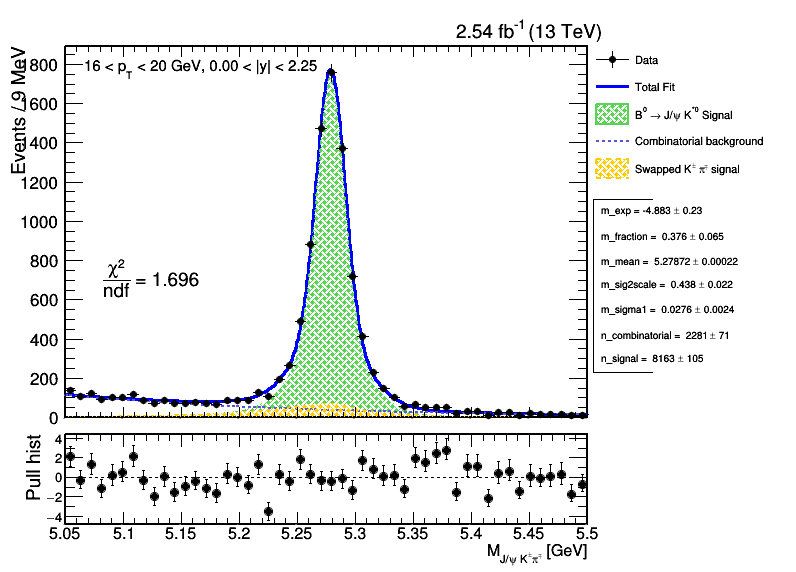 2.54 fb⁻¹ (13 TeV)
Events / 9 MeV
16 < p_T < 20 GeV, 0.00 < |y| < 2.25
1800
1600
1400
1200
1000
800
600
400
200
0
χ²
ndf = 1.696
Data
Total Fit
B⁰ → J/ψ K*⁰ Signal
Combinatorial background
Swapped K± π∓ signal
m_exp = -4.883 ± 0.23
m_fraction = 0.376 ± 0.065
m_mean = 5.27872 ± 0.00022
m_sig2scale = 0.438 ± 0.022
m_sigma1 = 0.0276 ± 0.0024
n_combinatorial = 2281 ± 71
n_signal = 8163 ± 105
Pull hist
4
2
0
−2
−4
5.05 5.1 5.15 5.2 5.25 5.3 5.35 5.4 5.45 5.5
M_J/ψ K±π∓ [GeV]